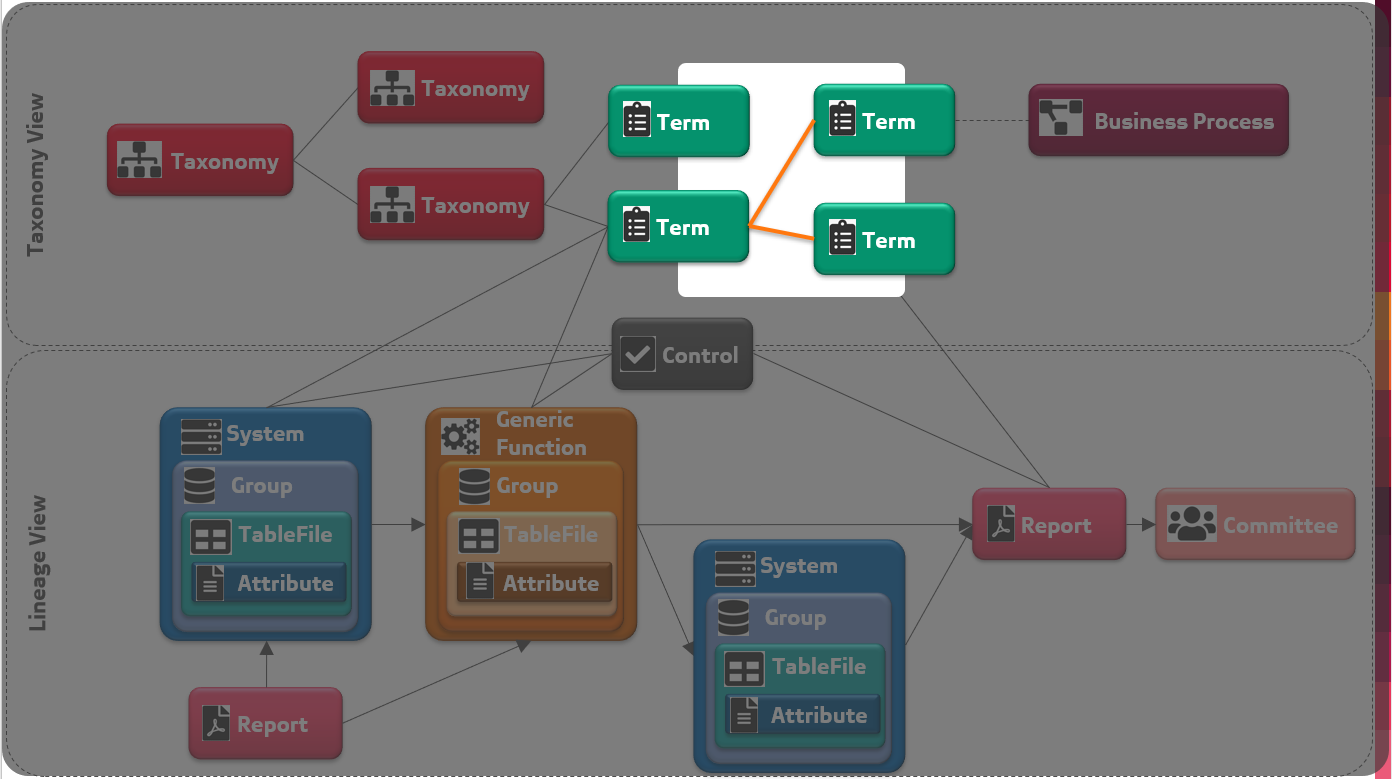 Taxonomy View
Taxonomy
Taxonomy
Taxonomy
Term
Term
Term
Term
Business Process
Control
Lineage View
System
Group
TableFile
Attribute
Generic
Function
Group
TableFile
Attribute
System
Group
TableFile
Attribute
Report
Committee
Report